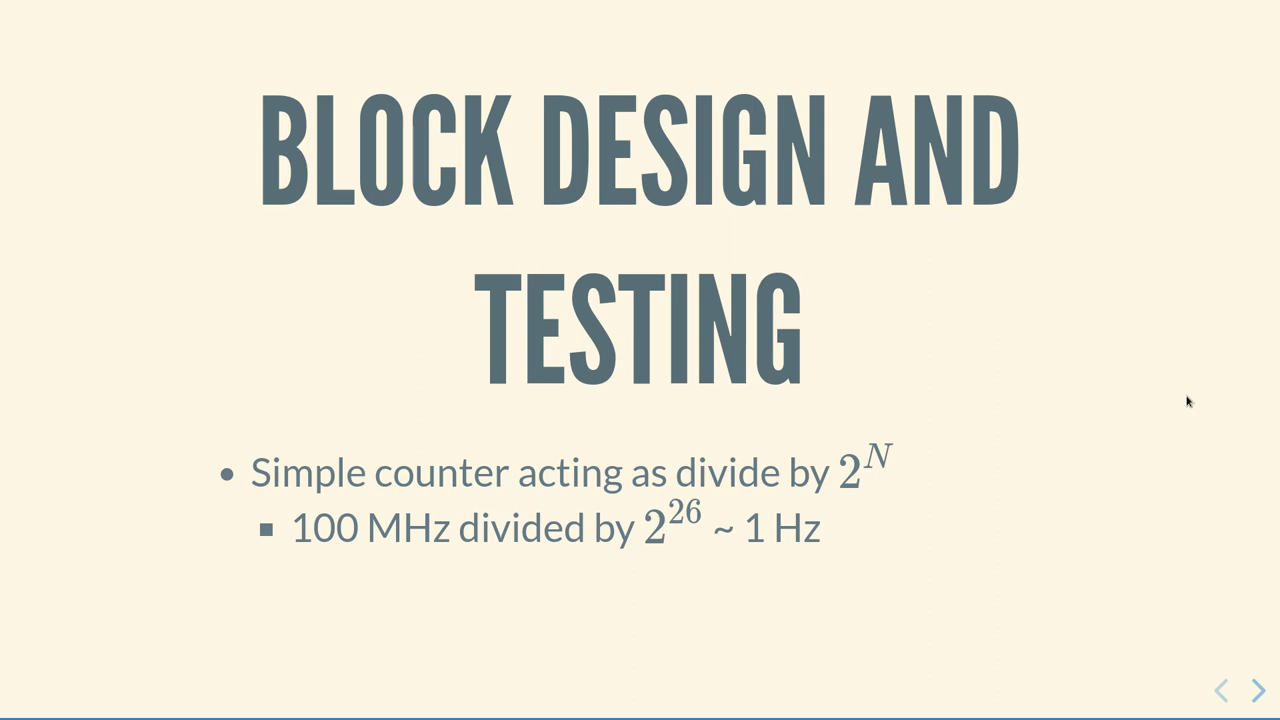 BLOCK DESIGN AND
TESTING
• Simple counter acting as divide by $2^N$
▪ 100 MHz divided by $2^{26}$ ~ 1 Hz